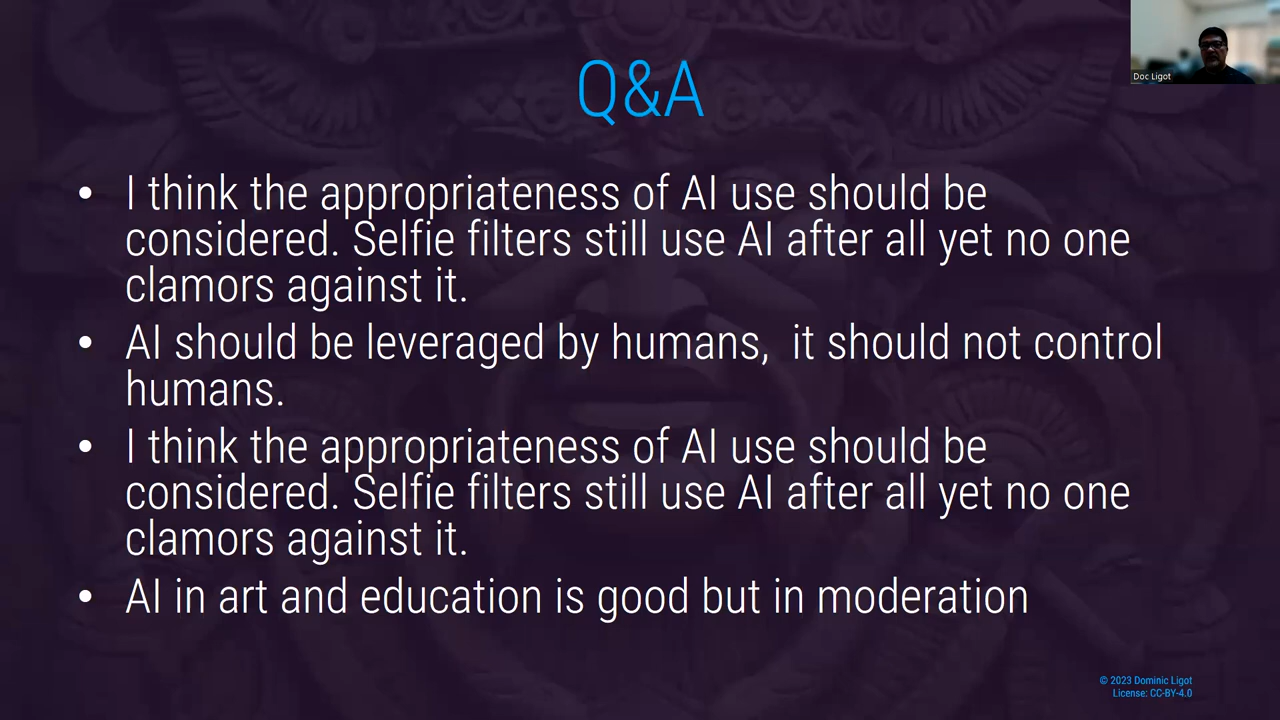 Doc Ligot
Q&A
• I think the appropriateness of AI use should be
considered. Selfie filters still use AI after all yet no one
clamors against it.
• AI should be leveraged by humans,  it should not control
humans.
• I think the appropriateness of AI use should be
considered. Selfie filters still use AI after all yet no one
clamors against it.
• AI in art and education is good but in moderation
© 2023 Dominic Ligot
License: CC-BY-4.0